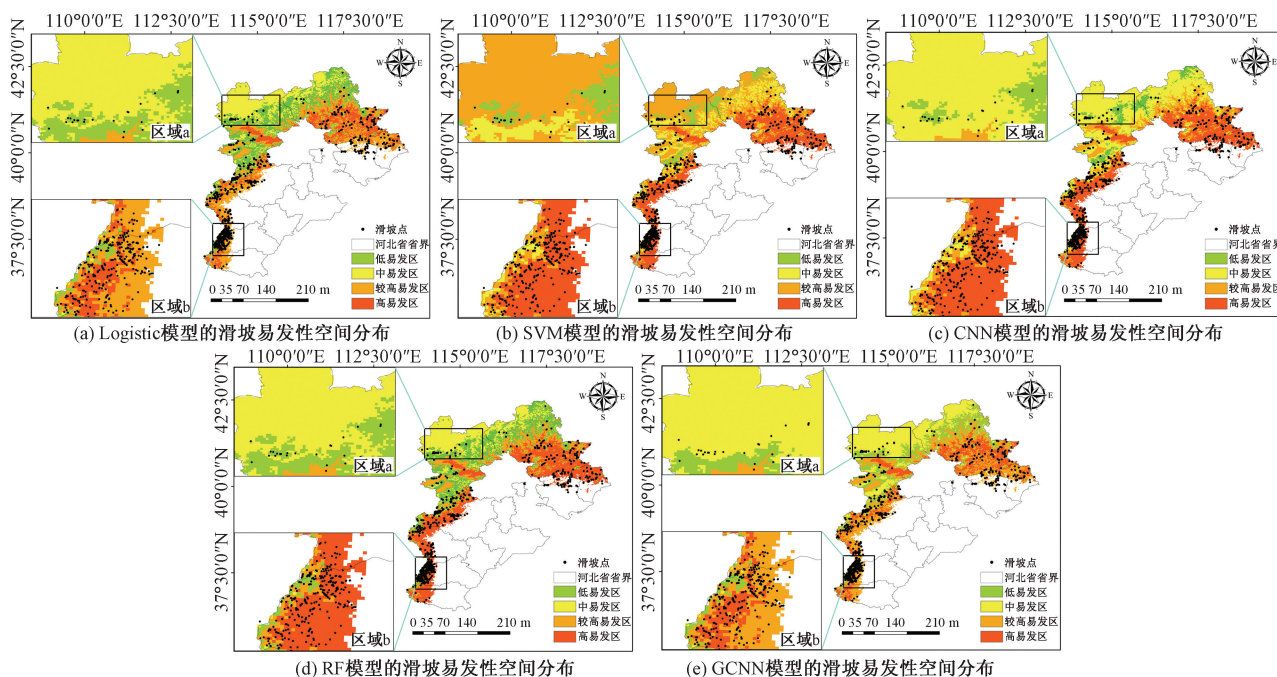 110°0′0″E 112°30′0″E 115°0′0″E 117°30′0″E
42°30′0″N
40°0′0″N
37°30′0″N
N
W E
S
区域a
区域b
滑坡点
河北省省界
低易发区
中易发区
较高易发区
高易发区
0 35 70 140 210 m
(a) Logistic模型的滑坡易发性空间分布
110°0′0″E 112°30′0″E 115°0′0″E 117°30′0″E
42°30′0″N
40°0′0″N
37°30′0″N
N
W E
S
区域a
区域b
滑坡点
河北省省界
低易发区
中易发区
较高易发区
高易发区
0 35 70 140 210 m
(b) SVM模型的滑坡易发性空间分布
110°0′0″E 112°30′0″E 115°0′0″E 117°30′0″E
42°30′0″N
40°0′0″N
37°30′0″N
N
W E
S
区域a
区域b
滑坡点
河北省省界
低易发区
中易发区
较高易发区
高易发区
0 35 70 140 210 m
(c) CNN模型的滑坡易发性空间分布
110°0′0″E 112°30′0″E 115°0′0″E 117°30′0″E
42°30′0″N
40°0′0″N
37°30′0″N
N
W E
S
区域a
区域b
滑坡点
河北省省界
低易发区
中易发区
较高易发区
高易发区
0 35 70 140 210 m
(d) RF模型的滑坡易发性空间分布
110°0′0″E 112°30′0″E 115°0′0″E 117°30′0″E
42°30′0″N
40°0′0″N
37°30′0″N
N
W E
S
区域a
区域b
滑坡点
河北省省界
低易发区
中易发区
较高易发区
高易发区
0 35 70 140 210 m
(e) GCNN模型的滑坡易发性空间分布